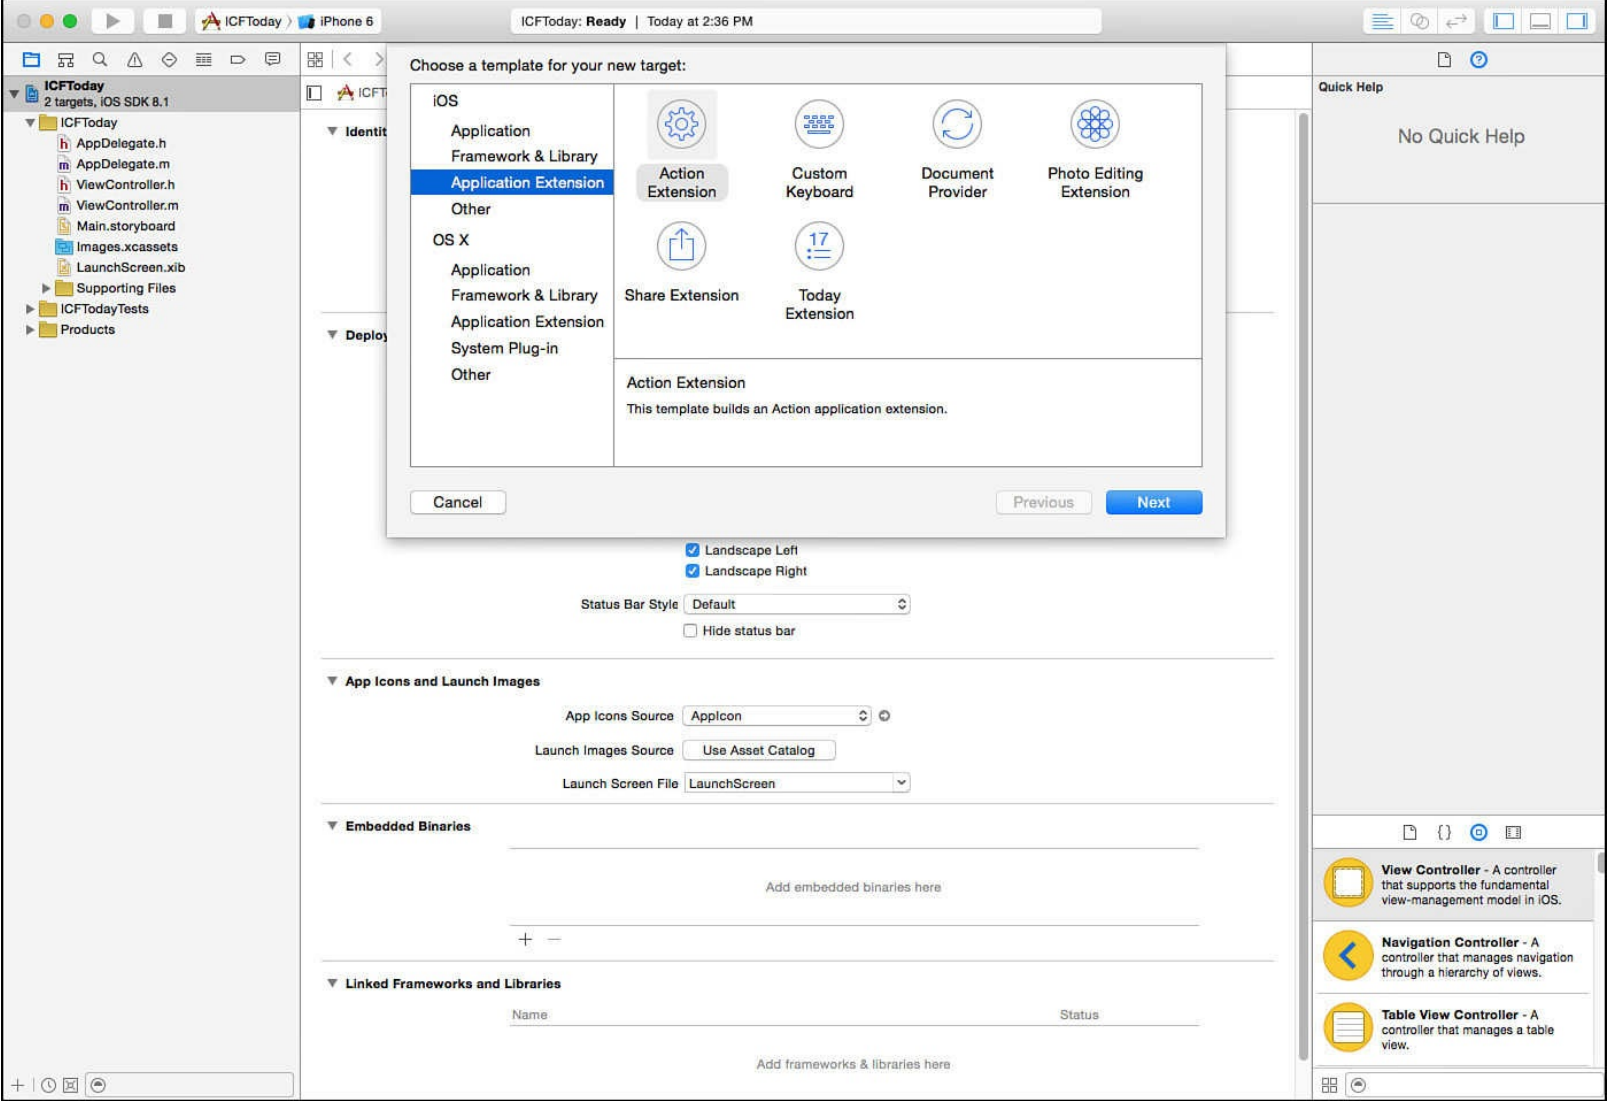 ICFToday
iPhone 6
ICFToday: Ready | Today at 2:36 PM
ICFToday
2 targets, iOS SDK 8.1
ICFToday
h AppDelegate.h
m AppDelegate.m
h ViewController.h
m ViewController.m
Main.storyboard
Images.xcassets
LaunchScreen.xib
Supporting Files
ICFTodayTests
Products
ICFT
Identit
Deploy
Choose a template for your new target:
iOS
Application
Framework & Library
Application Extension
Other
OS X
Application
Framework & Library
Application Extension
System Plug-in
Other
Action
Extension
Custom
Keyboard
Document
Provider
Photo Editing
Extension
Share Extension
17
Today
Extension
Action Extension
This template builds an Action application extension.
Cancel
Previous
Next
Landscape Left
Landscape Right
Status Bar Style Default
Hide status bar
App Icons and Launch Images
App Icons Source AppIcon
Launch Images Source Use Asset Catalog
Launch Screen File LaunchScreen
Embedded Binaries
Add embedded binaries here
Linked Frameworks and Libraries
Name Status
Add frameworks & libraries here
Quick Help
No Quick Help
{}
View Controller - A controller
that supports the fundamental
view-management model in iOS.
Navigation Controller - A
controller that manages navigation
through a hierarchy of views.
Table View Controller - A
controller that manages a table
view.